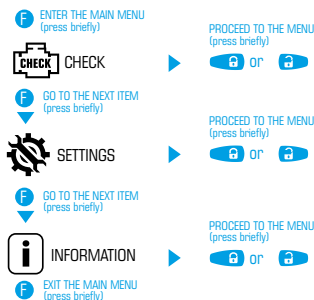 F ENTER THE MAIN MENU
(press briefly)
PROCEED TO THE MENU
(press briefly)
CHECK CHECK
or
F GO TO THE NEXT ITEM
(press briefly)
PROCEED TO THE MENU
(press briefly)
SETTINGS
or
F GO TO THE NEXT ITEM
(press briefly)
PROCEED TO THE MENU
(press briefly)
i INFORMATION
or
F EXIT THE MAIN MENU
(press briefly)